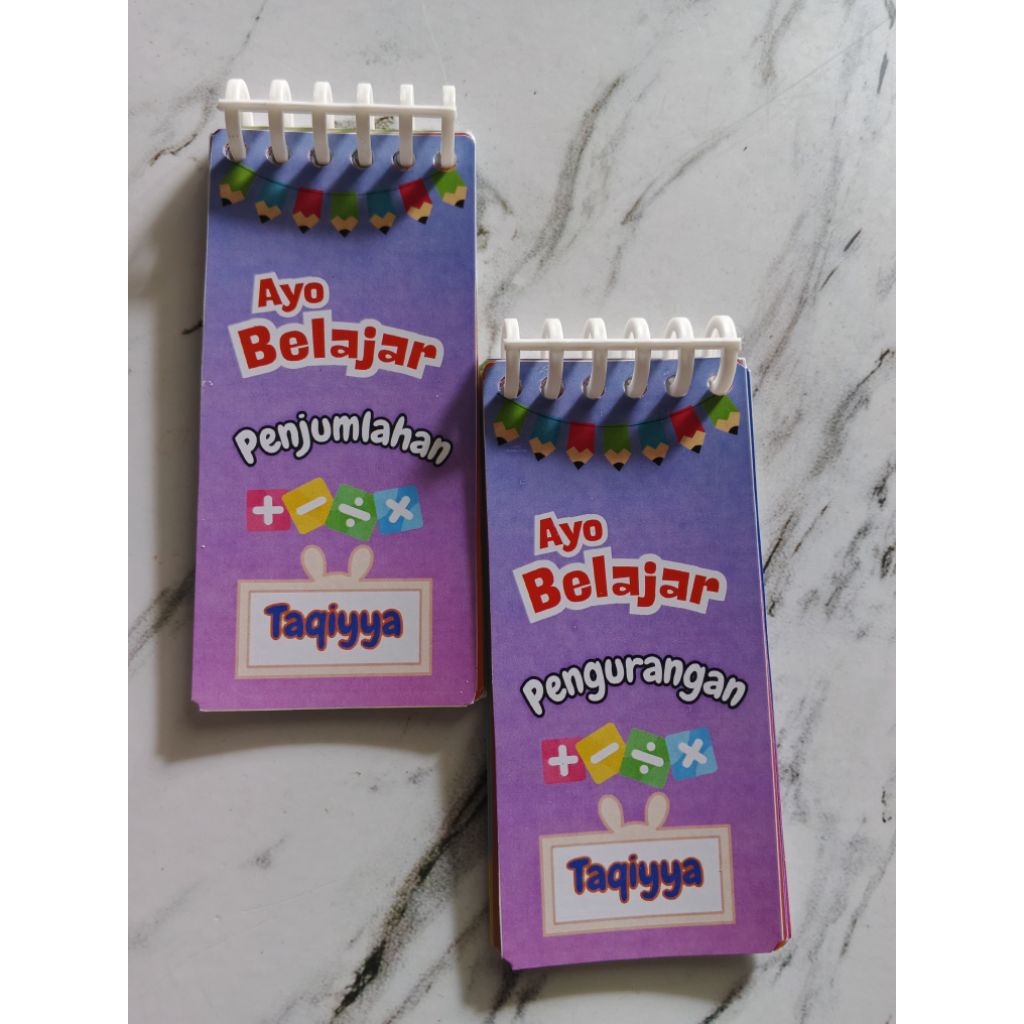 Ayo
Belajar
Penjumlahan
+ - ÷ ×
Taqiyya
Ayo
Belajar
Pengurangan
+ - ÷ ×
Taqiyya